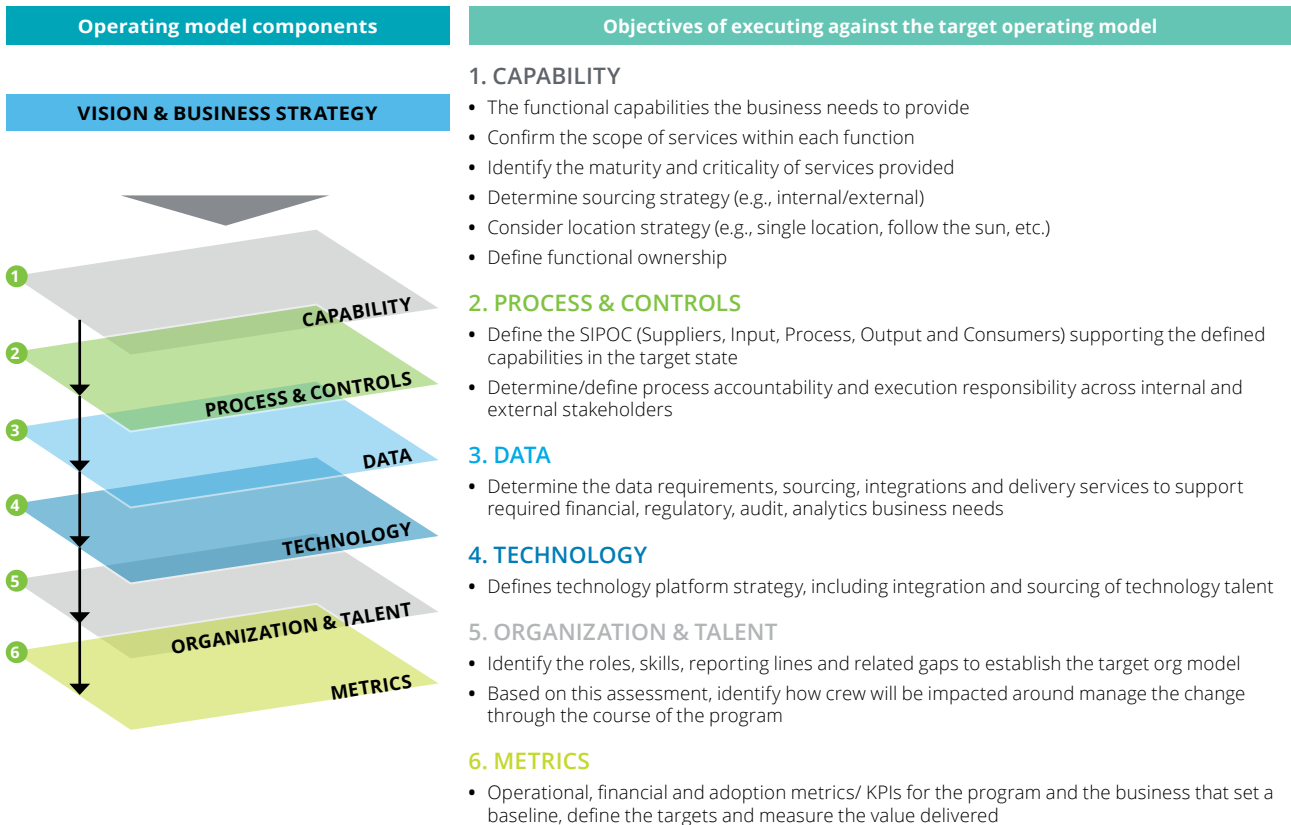 Operating model components
VISION & BUSINESS STRATEGY
1
CAPABILITY
2
PROCESS & CONTROLS
3
DATA
4
TECHNOLOGY
5
ORGANIZATION & TALENT
6
METRICS
Objectives of executing against the target operating model
1. CAPABILITY
• The functional capabilities the business needs to provide
• Confirm the scope of services within each function
• Identify the maturity and criticality of services provided
• Determine sourcing strategy (e.g., internal/external)
• Consider location strategy (e.g., single location, follow the sun, etc.)
• Define functional ownership
2. PROCESS & CONTROLS
• Define the SIPOC (Suppliers, Input, Process, Output and Consumers) supporting the defined
capabilities in the target state
• Determine/define process accountability and execution responsibility across internal and
external stakeholders
3. DATA
• Determine the data requirements, sourcing, integrations and delivery services to support
required financial, regulatory, audit, analytics business needs
4. TECHNOLOGY
• Defines technology platform strategy, including integration and sourcing of technology talent
5. ORGANIZATION & TALENT
• Identify the roles, skills, reporting lines and related gaps to establish the target org model
• Based on this assessment, identify how crew will be impacted around manage the change
through the course of the program
6. METRICS
• Operational, financial and adoption metrics/ KPIs for the program and the business that set a
baseline, define the targets and measure the value delivered